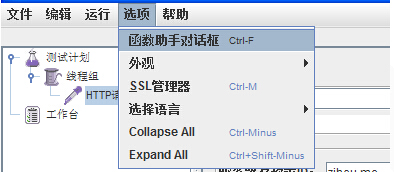 文件 编辑 运行 选项 帮助
函数助手对话框 Ctrl-F
测试计划
外观
线程组
SSL管理器 Ctrl-M
HTTP
选择语言
工作台
Collapse All Ctrl-Minus
Expand All Ctrl+Shift-Minus